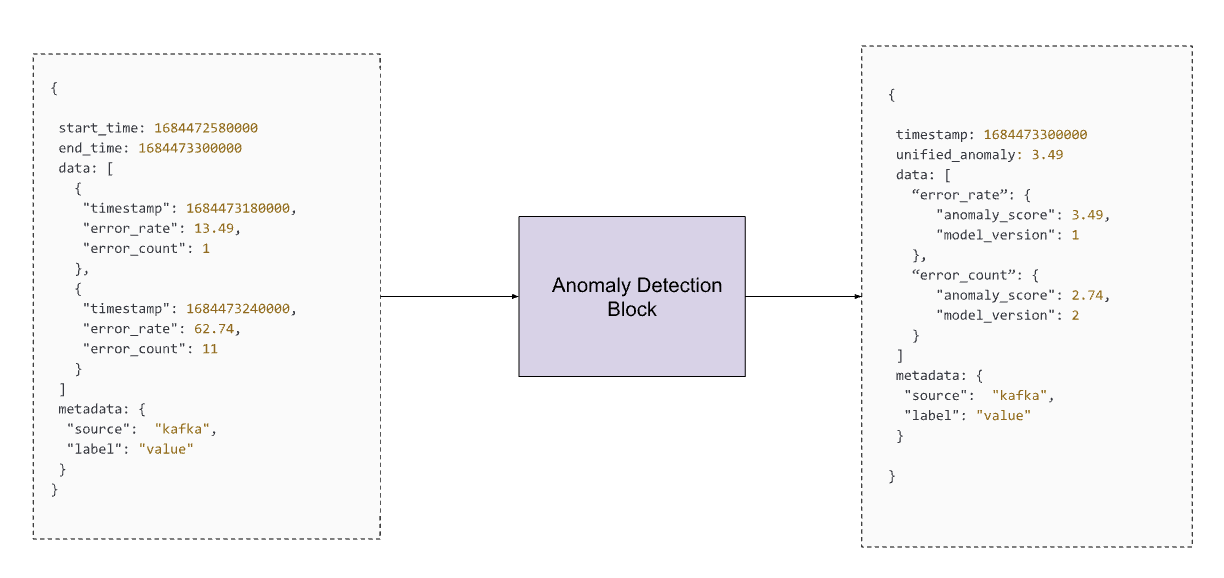 {
start_time: 1684472580000
end_time: 1684473300000
data: [
{
"timestamp": 1684473180000,
"error_rate": 13.49,
"error_count": 1
},
{
"timestamp": 1684473240000,
"error_rate": 62.74,
"error_count": 11
}
]
metadata: {
"source":  "kafka",
"label": "value"
}
}
Anomaly Detection
Block
{
timestamp: 1684473300000
unified_anomaly: 3.49
data: [
“error_rate”: {
"anomaly_score": 3.49,
"model_version": 1
},
“error_count”: {
"anomaly_score": 2.74,
"model_version": 2
}
]
metadata: {
"source":  "kafka",
"label": "value"
}
}